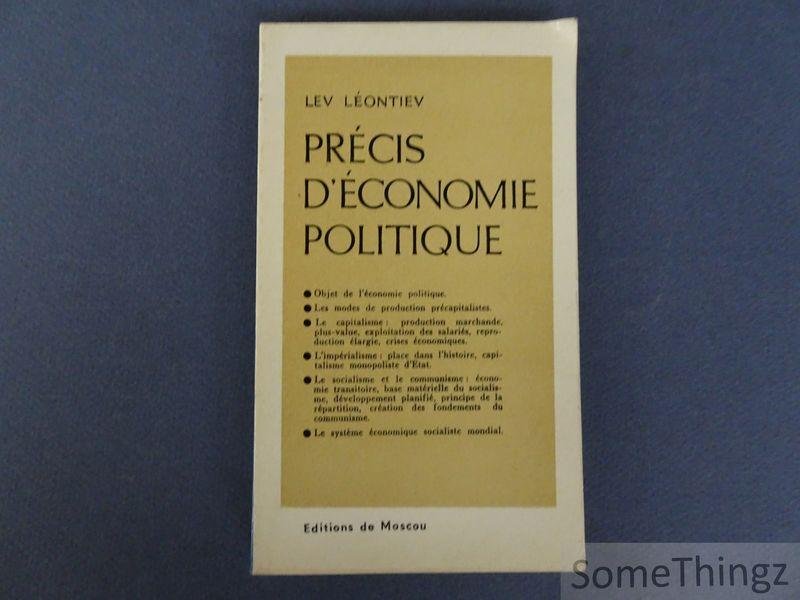 LEV LÉONTIEV
PRÉCIS
D'ÉCONOMIE
POLITIQUE
● Objet de l'économie politique.
● Les modes de production précapitalistes.
● Le capitalisme : production marchande,
plus-value, exploitation des salariés, repro-
duction élargie, crises économiques.
● L'impérialisme : place dans l'histoire, capi-
talisme monopoliste d'Etat.
● Le socialisme et le communisme : écono-
mie transitoire, base matérielle du socialis-
me, développement planifié, principe de la
répartition, création des fondements du
communisme.
● Le système économique socialiste mondial.
Editions de Moscou
SomeThingz